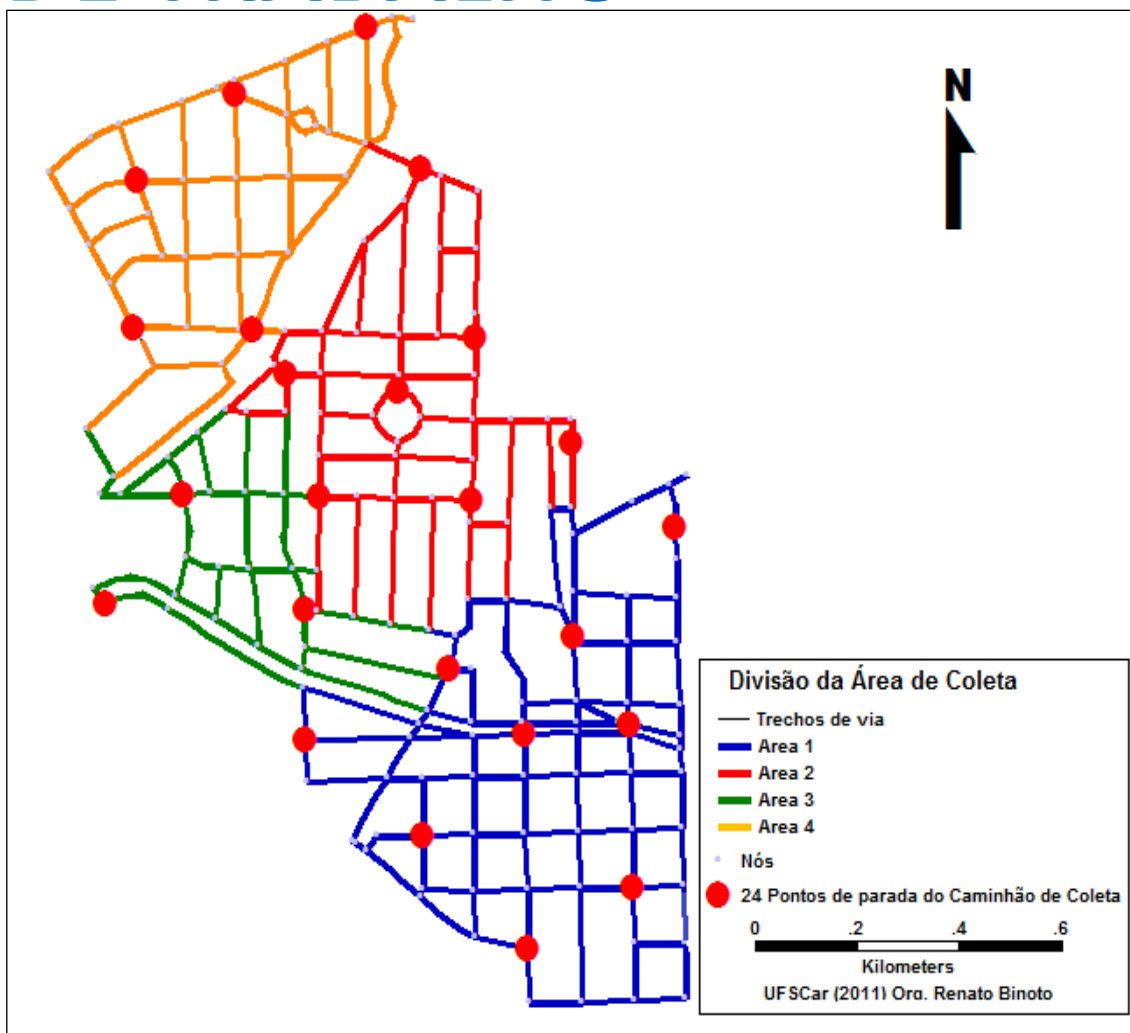 N
Divisão da Área de Coleta
Trechos de via
Area 1
Area 2
Area 3
Area 4
Nós
24 Pontos de parada do Caminhão de Coleta
0 .2 .4 .6
Kilometers
UFSCar (2011) Org. Renato Binoto